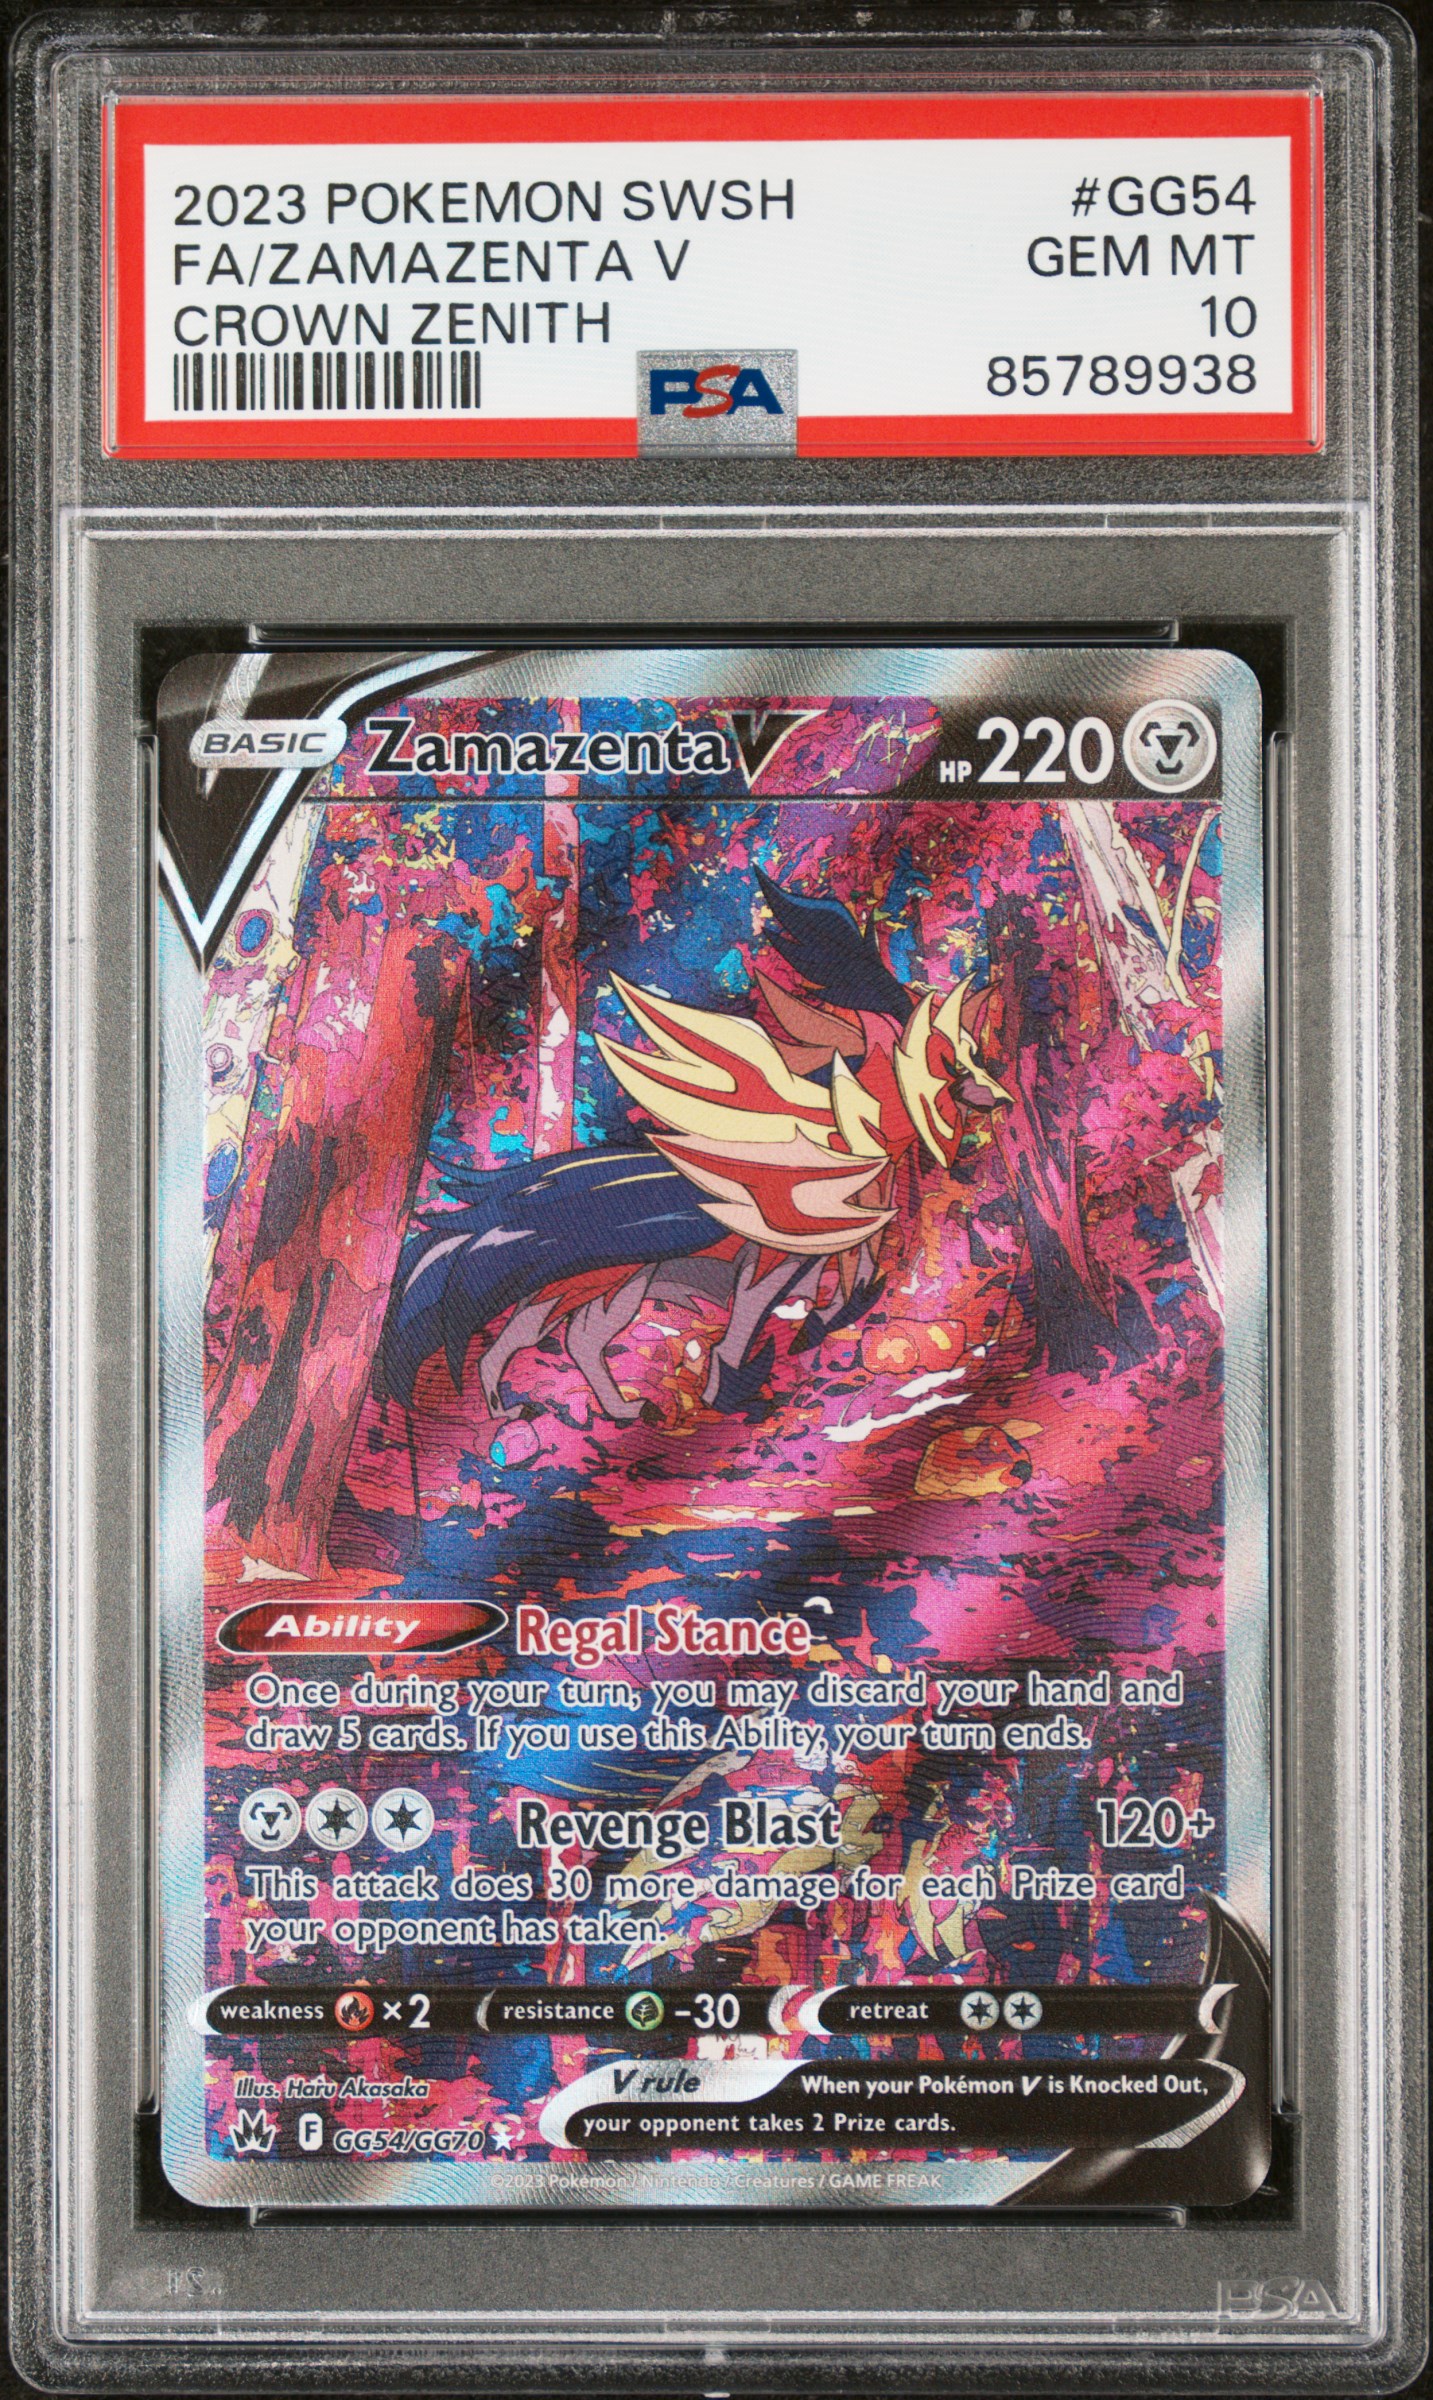 2023 POKEMON SWSH #GG54
FA/ZAMAZENTA V GEM MT
CROWN ZENITH 10
PSA 85789938
BASIC Zamazenta V HP 220
Ability Regal Stance
Once during your turn, you may discard your hand and
draw 5 cards. If you use this Ability, your turn ends.
Revenge Blast 120+
This attack does 30 more damage for each Prize card
your opponent has taken.
weakness ×2 resistance -30 retreat
Illus. Haru Akasaka
V rule When your Pokémon V is Knocked Out,
your opponent takes 2 Prize cards.
F GG54/GG70
©2023 Pokémon / Nintendo / Creatures / GAME FREAK
PSA